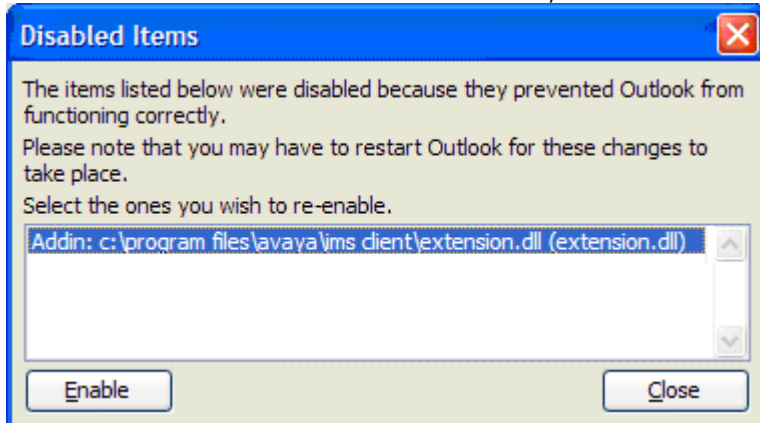 Disabled Items
The items listed below were disabled because they prevented Outlook from
functioning correctly.
Please note that you may have to restart Outlook for these changes to
take place.
Select the ones you wish to re-enable.
Addin: c:\program files\avaya\ims client\extension.dll (extension.dll)
Enable Close